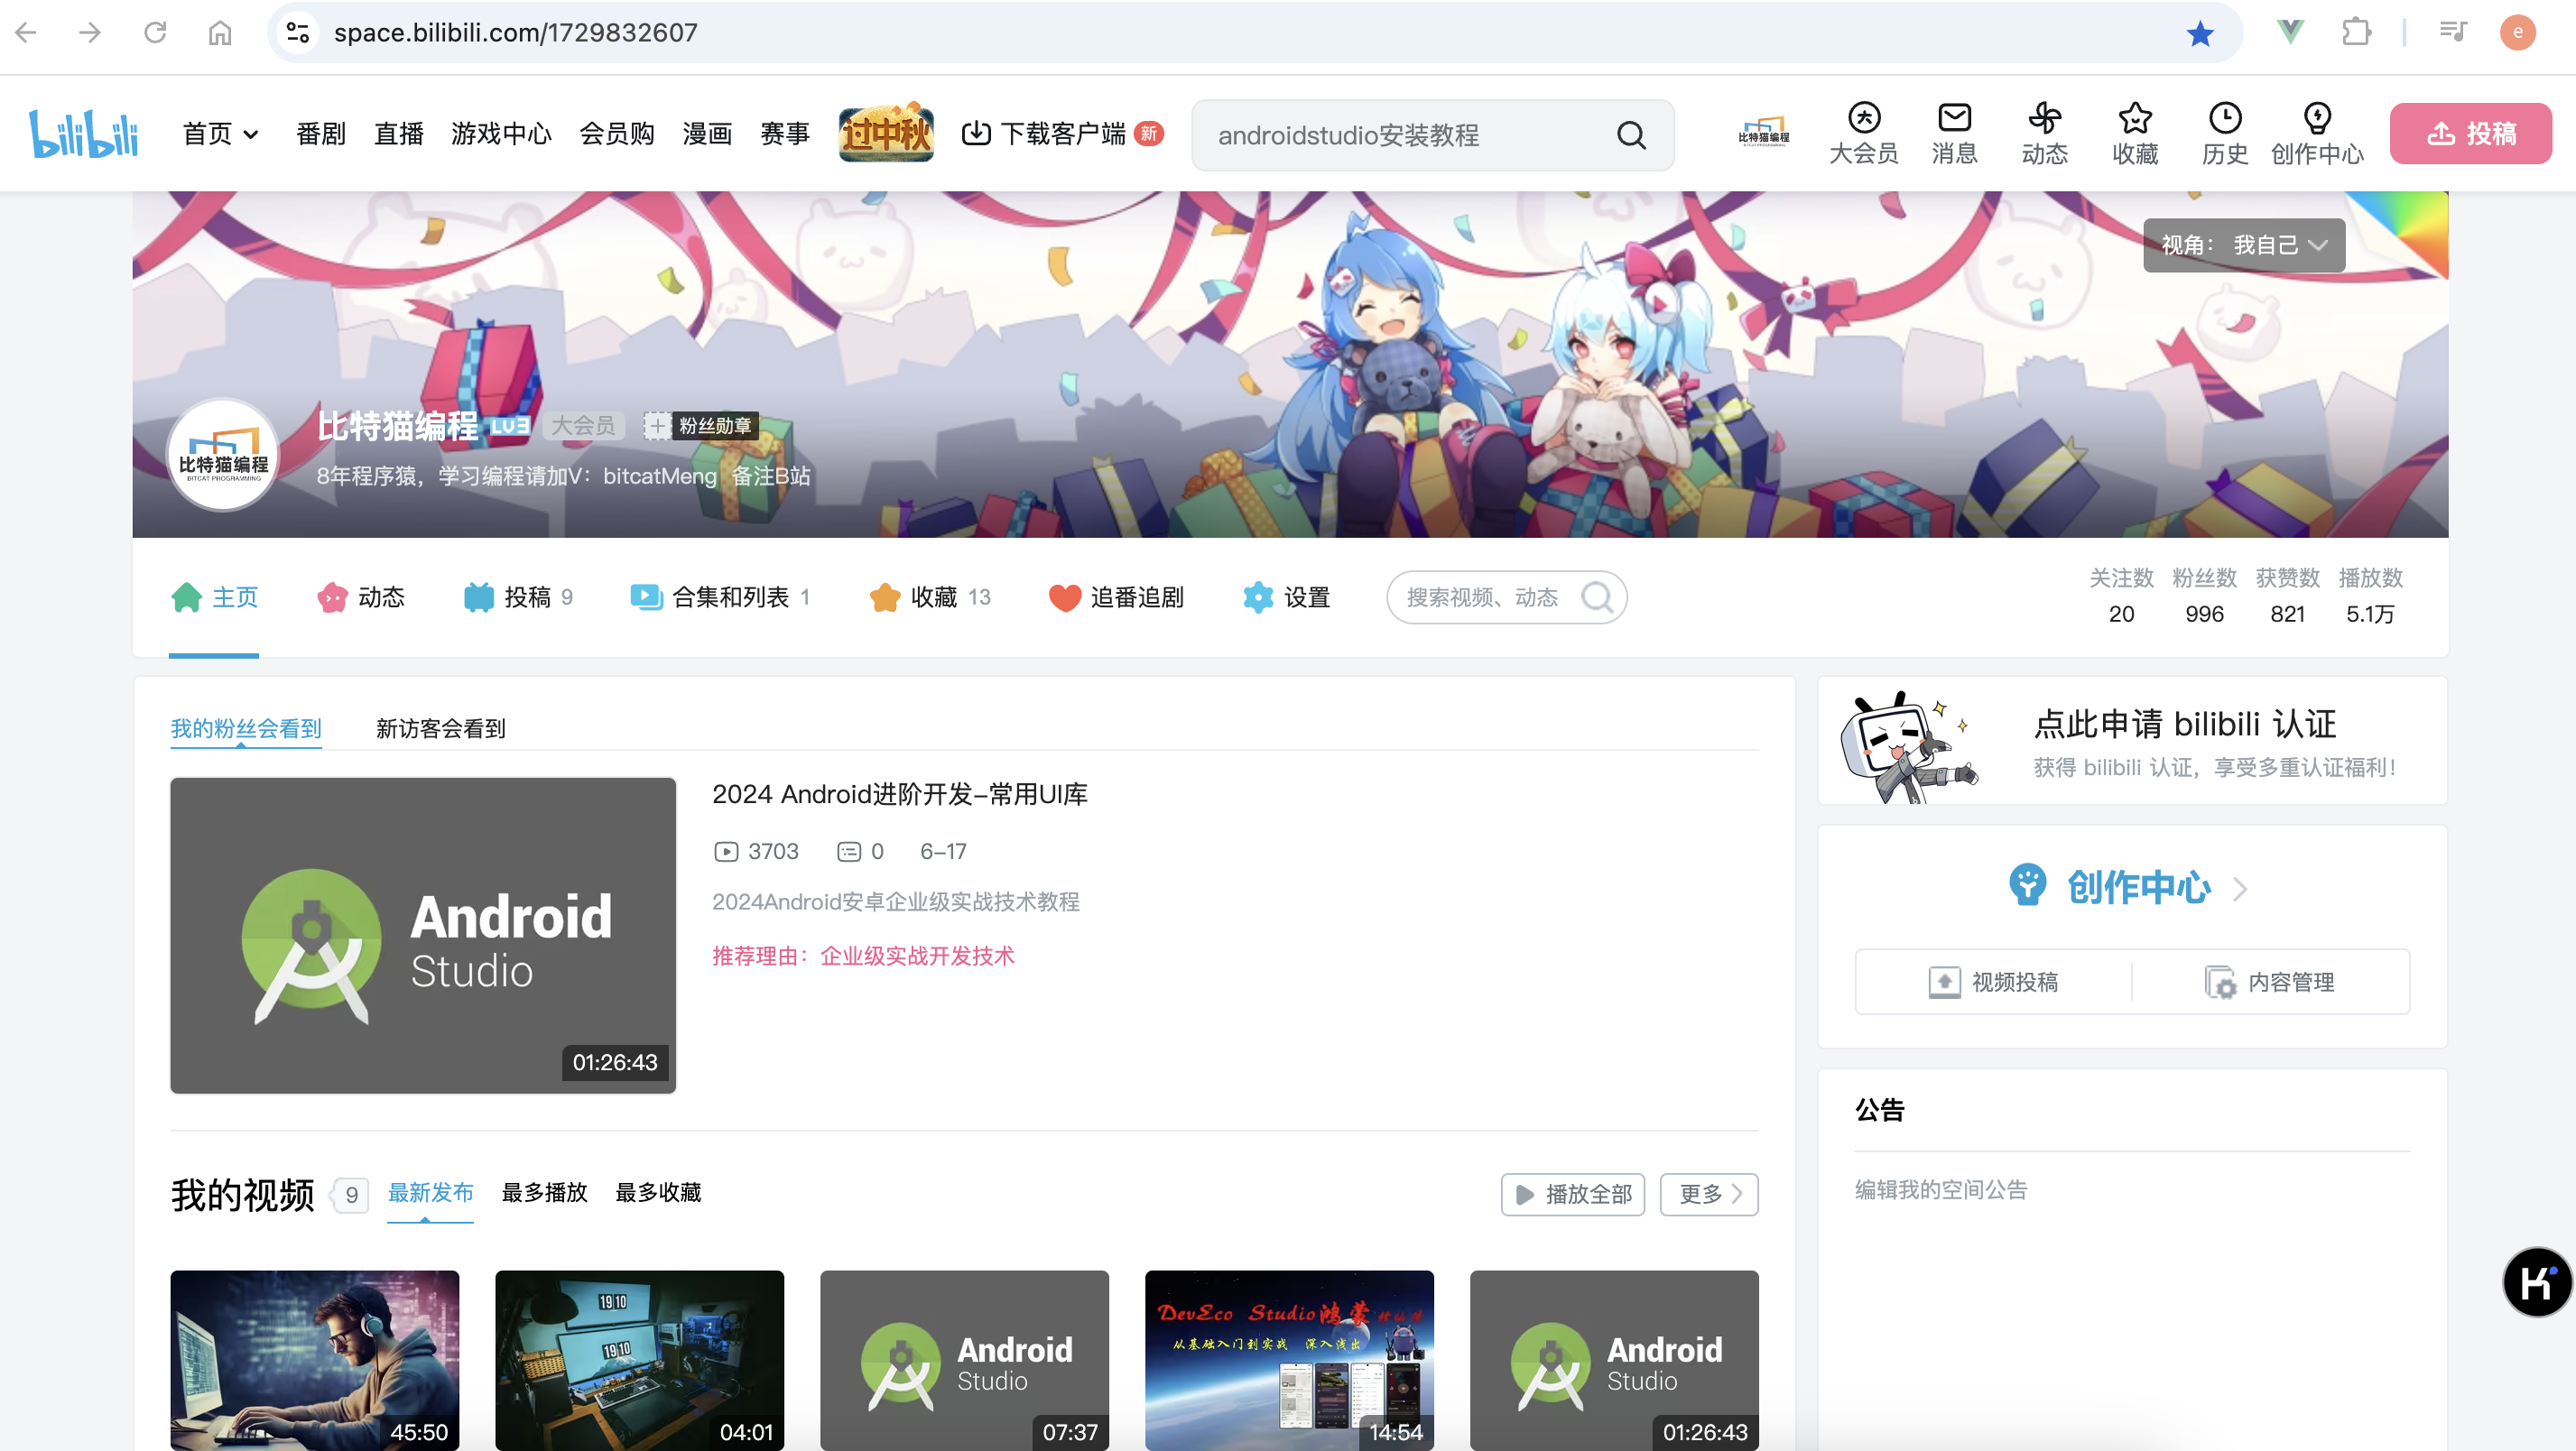 space.bilibili.com/1729832607
e
bilibili
首页
番剧
直播
游戏中心
会员购
漫画
赛事
过中秋
下载客户端
新
androidstudio安装教程
比特猫编程
大会员
消息
动态
收藏
历史
创作中心
投稿
视角： 我自己
比特猫编程
BITCAT PROGRAMMING
比特猫编程
LV3
大会员
粉丝勋章
8年程序猿，学习编程请加V：bitcatMeng 备注B站
主页
动态
投稿 9
合集和列表 1
收藏 13
追番追剧
设置
搜索视频、动态
关注数 粉丝数 获赞数 播放数
20 996 821 5.1万
我的粉丝会看到
新访客会看到
Android
Studio
01:26:43
2024 Android进阶开发-常用UI库
3703 0 6-17
2024Android安卓企业级实战技术教程
推荐理由：企业级实战开发技术
点此申请 bilibili 认证
获得 bilibili 认证，享受多重认证福利！
创作中心
视频投稿
内容管理
公告
编辑我的空间公告
我的视频 9
最新发布
最多播放
最多收藏
播放全部
更多
45:50
19 10
19 10
04:01
Android
Studio
07:37
DevEco Studio鸿蒙
从基础入门到实战 深入浅出
14:54
Android
Studio
01:26:43
K